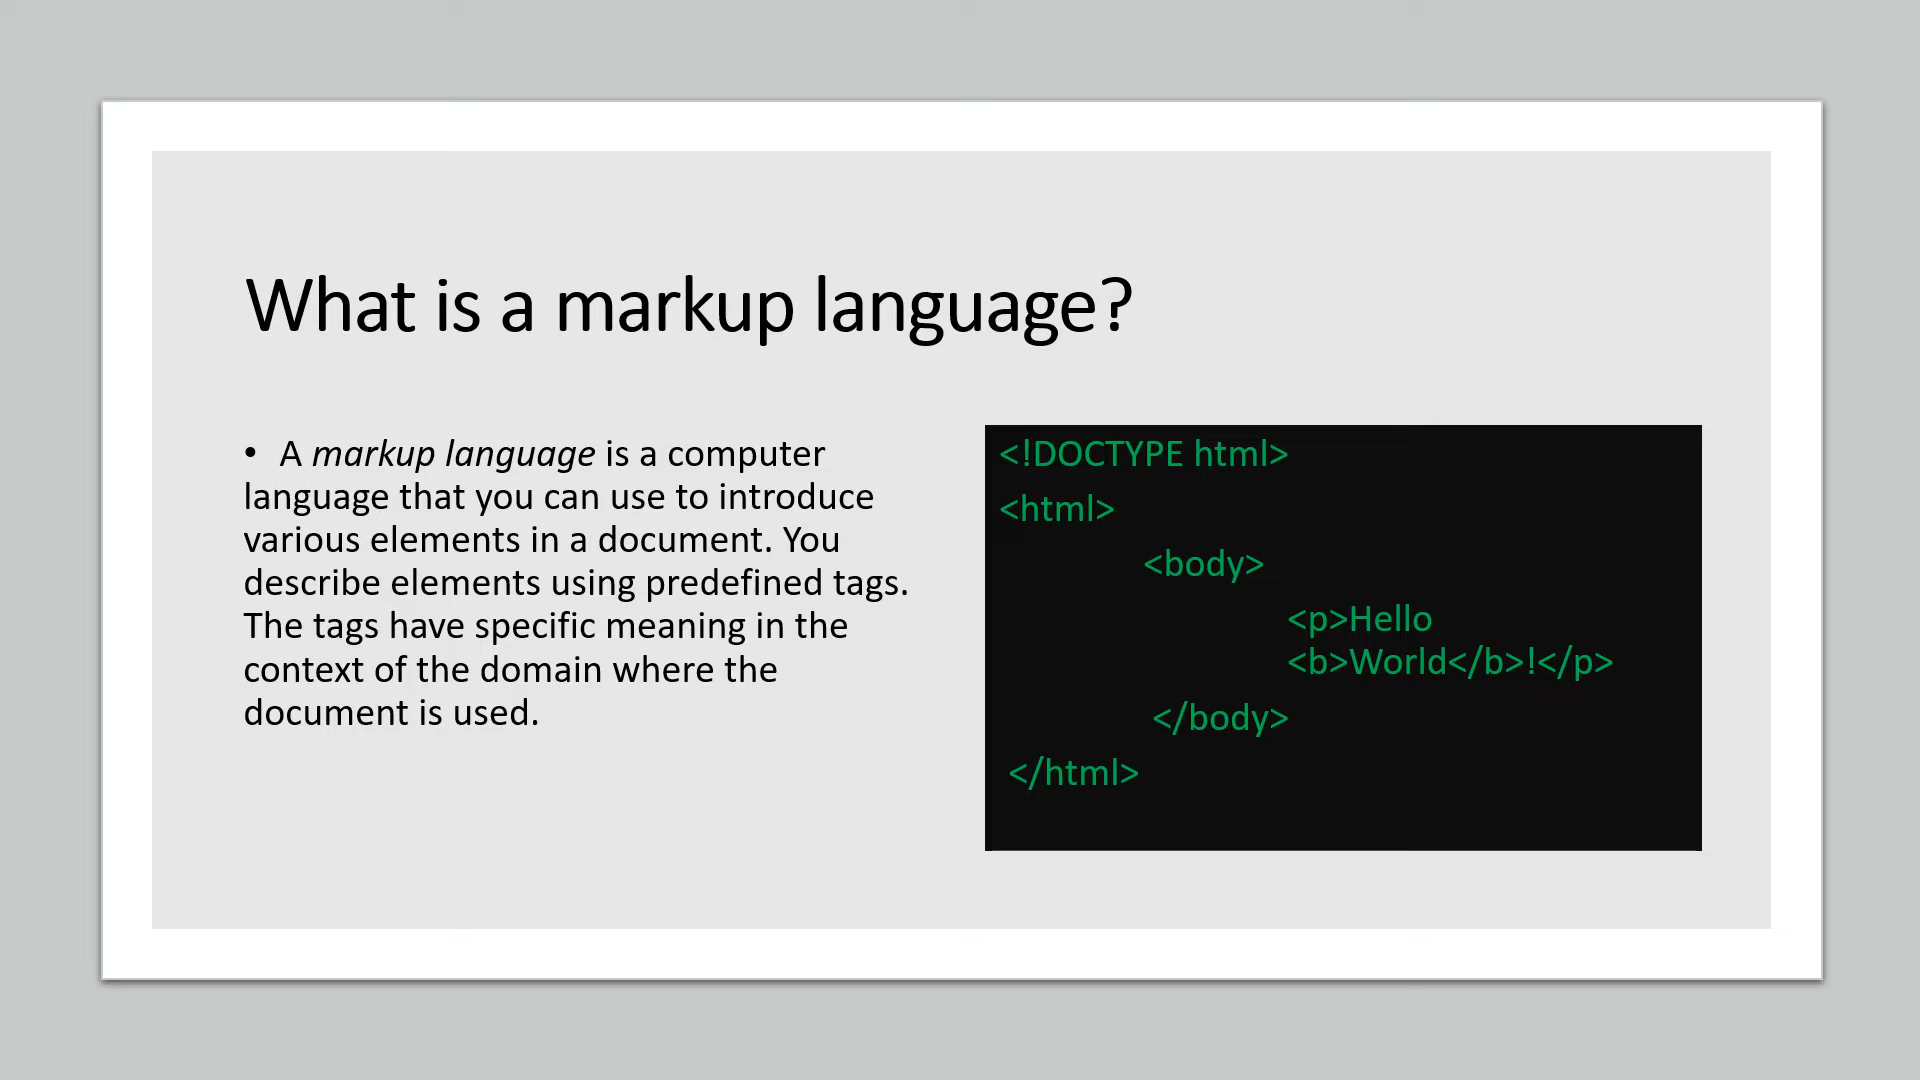 What is a markup language?
• A markup language is a computer
language that you can use to introduce
various elements in a document. You
describe elements using predefined tags.
The tags have specific meaning in the
context of the domain where the
document is used.
<!DOCTYPE html>
<html>
<body>
<p>Hello
<b>World</b>!</p>
</body>
</html>